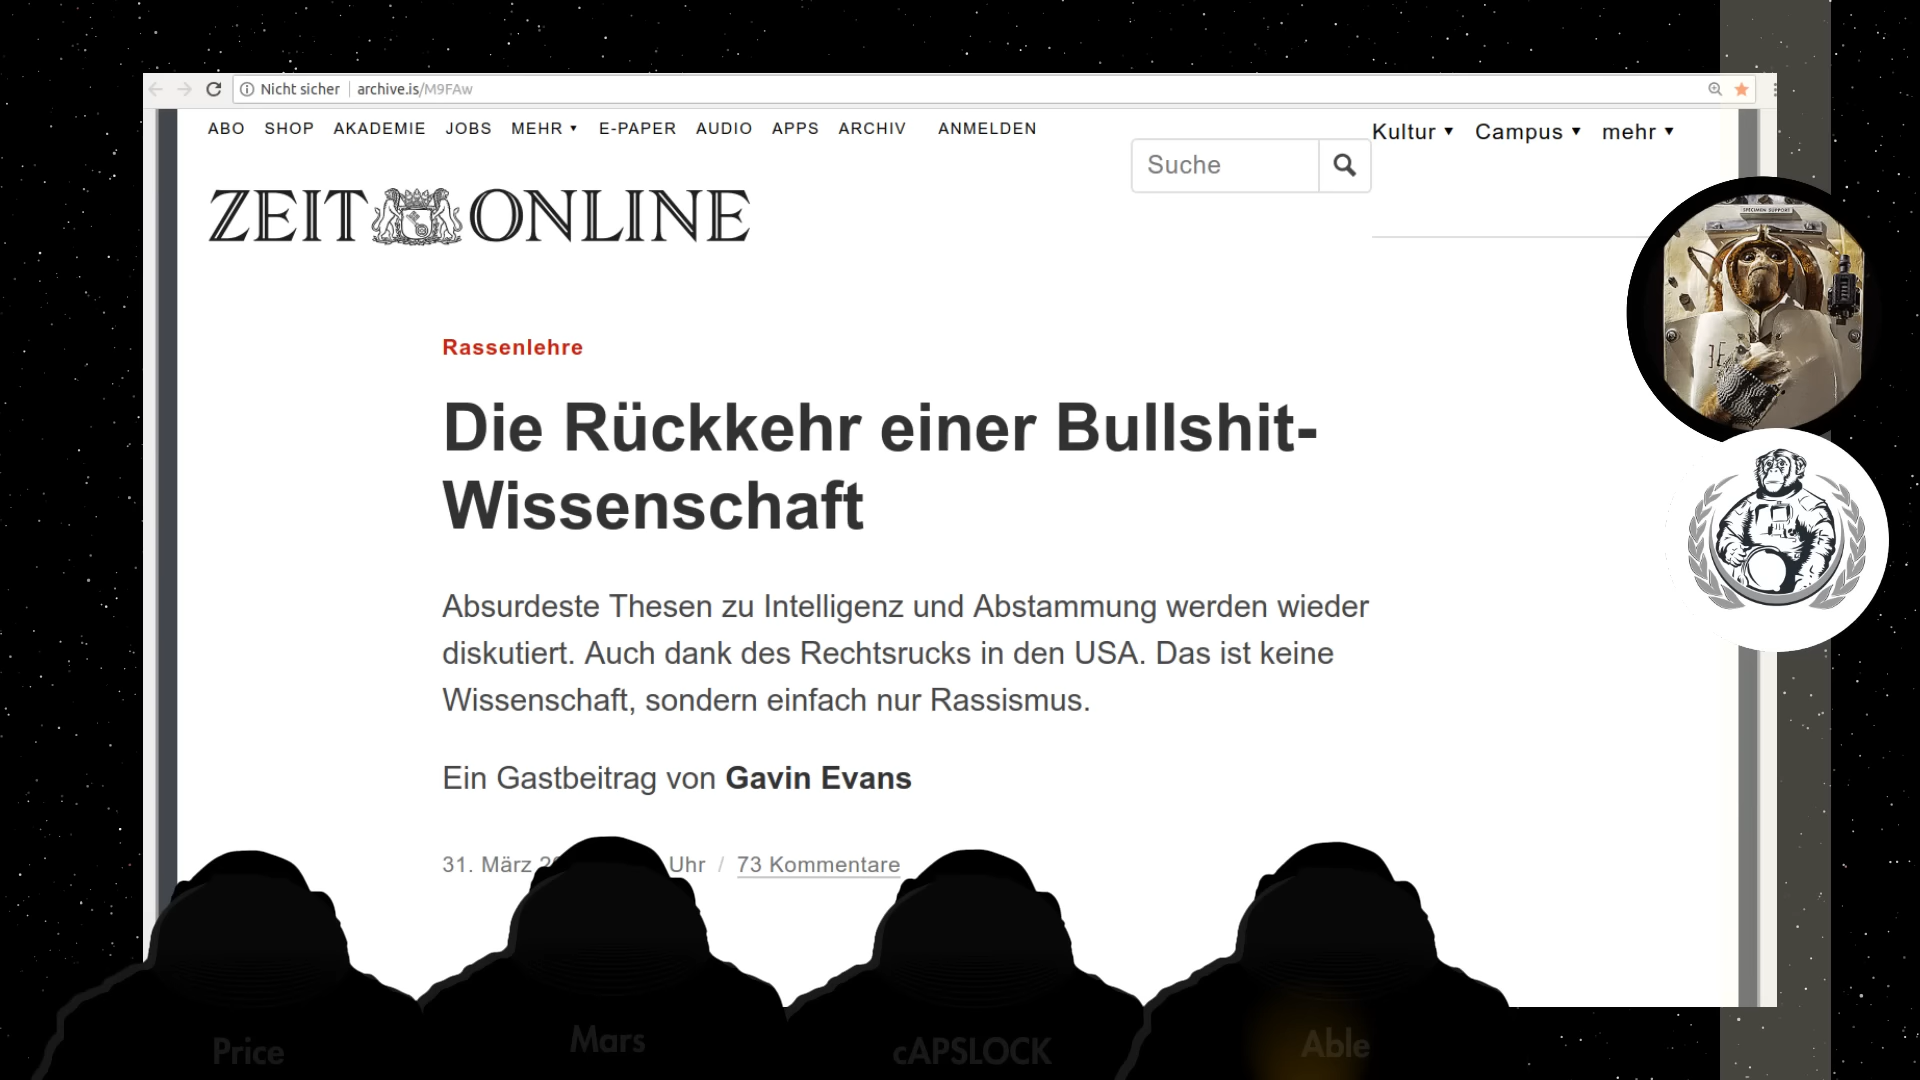 Nicht sicher archive.is/M9FAw
ABO SHOP AKADEMIE JOBS MEHR E-PAPER AUDIO APPS ARCHIV ANMELDEN
Kultur Campus mehr
Suche
ZEIT ONLINE
SPECIMEN SUPPORT
Rassenlehre
Die Rückkehr einer Bullshit-
Wissenschaft
Absurdeste Thesen zu Intelligenz und Abstammung werden wieder
diskutiert. Auch dank des Rechtsrucks in den USA. Das ist keine
Wissenschaft, sondern einfach nur Rassismus.
Ein Gastbeitrag von Gavin Evans
31. März Uhr / 73 Kommentare
Price
Mars
cAPSLOCK
Able